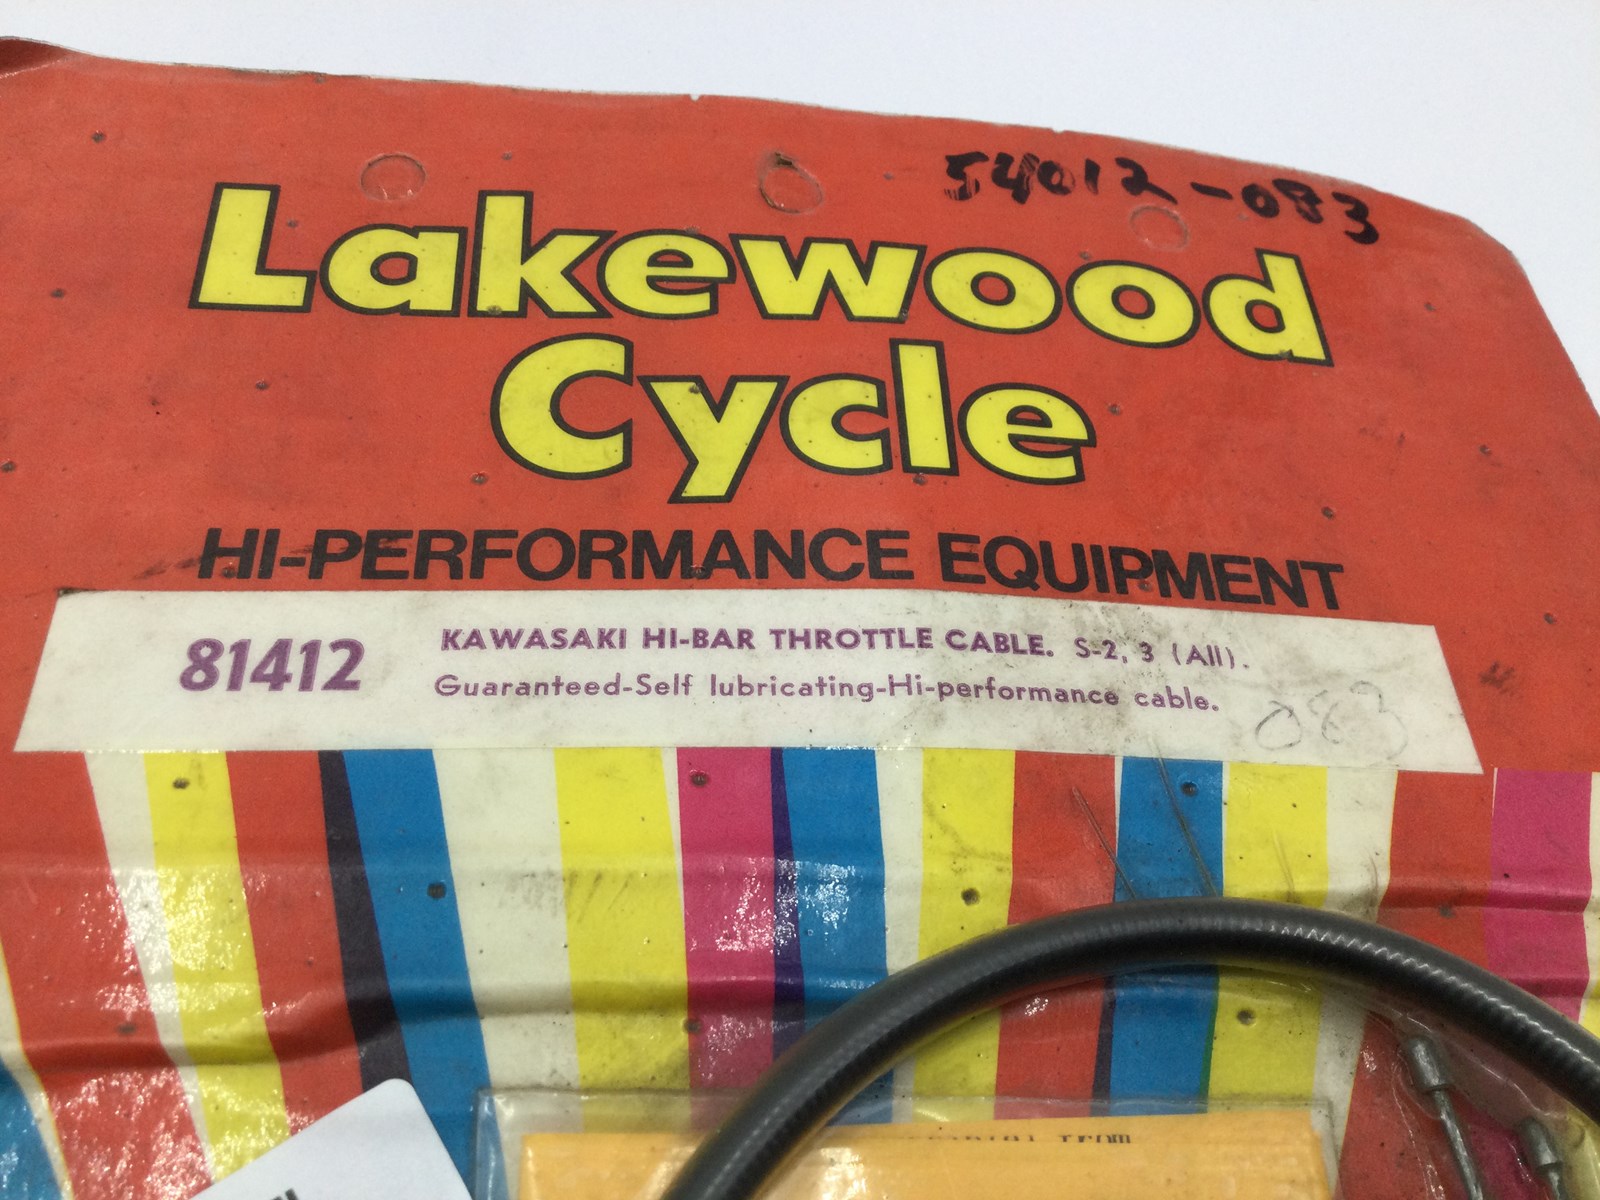 54012-083
Lakewood
Cycle
HI-PERFORMANCE EQUIPMENT
81412
KAWASAKI HI-BAR THROTTLE CABLE. S-2, 3 (All).
Guaranteed-Self lubricating-Hi-performance cable.
083